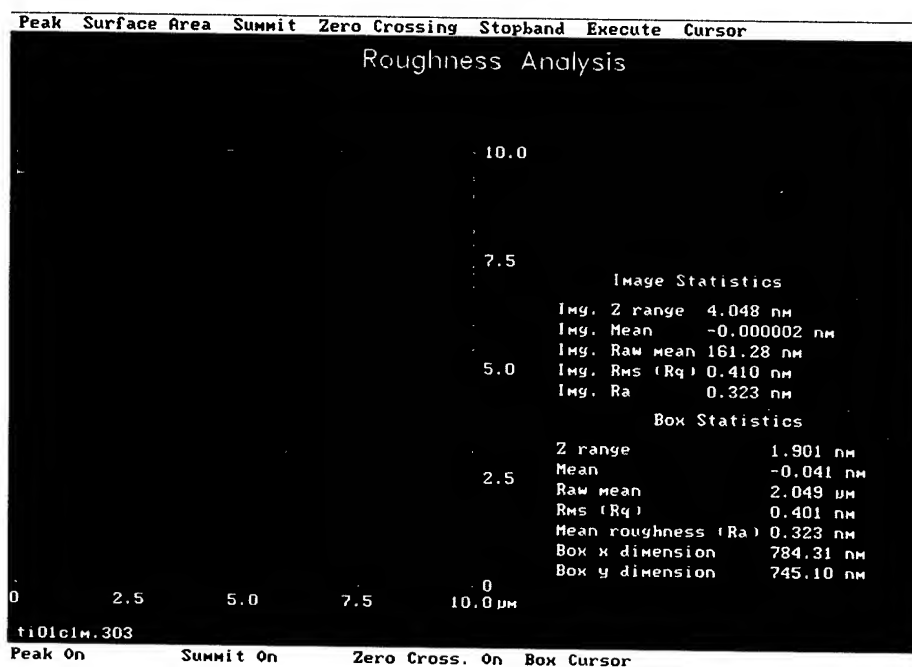 Peak Surface Area Summit Zero Crossing Stopband Execute Cursor
Roughness Analysis
10.0
7.5
5.0
2.5
0
0 2.5 5.0 7.5 10.0 µm
Image Statistics
Img. Z range 4.048 nm
Img. Mean -0.000002 nm
Img. Raw mean 161.28 nm
Img. Rms (Rq) 0.410 nm
Img. Ra 0.323 nm
Box Statistics
Z range 1.901 nm
Mean -0.041 nm
Raw mean 2.049 µm
Rms (Rq) 0.401 nm
Mean roughness (Ra) 0.323 nm
Box x dimension 784.31 nm
Box y dimension 745.10 nm
ti01c1m.303
Peak On Summit On Zero Cross. On Box Cursor